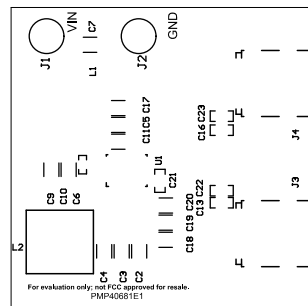 VIN
GND
C7
J1
J2
L1
C17
C11C5
C23
C16
J4
U1
C21
C9
C10
C6
C22
C13
C20
C19
C18
J3
L2
C4
C3
C2
For evaluation only; not FCC approved for resale.
PMP40681E1